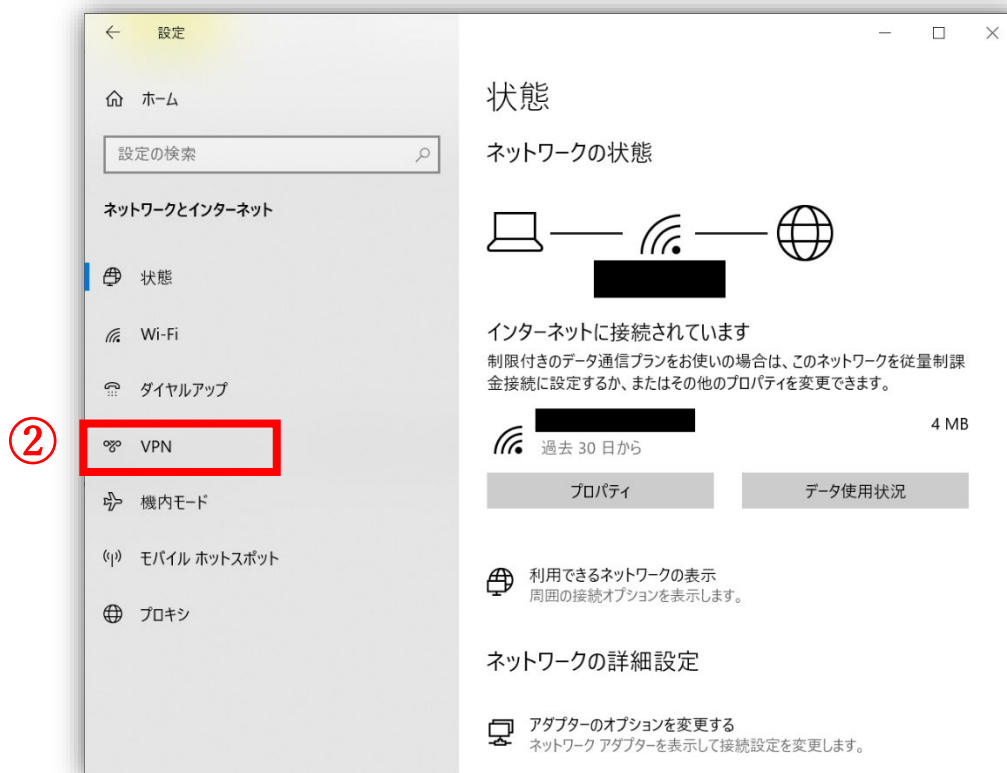 設定
ホーム
設定の検索
ネットワークとインターネット
状態
Wi-Fi
ダイヤルアップ
②
VPN
機内モード
モバイル ホットスポット
プロキシ
状態
ネットワークの状態
インターネットに接続されています
制限付きのデータ通信プランをお使いの場合は、このネットワークを従量制課
金接続に設定するか、またはその他のプロパティを変更できます。
4 MB
過去 30 日から
プロパティ
データ使用状況
利用できるネットワークの表示
周囲の接続オプションを表示します。
ネットワークの詳細設定
アダプターのオプションを変更する
ネットワーク アダプターを表示して接続設定を変更します。